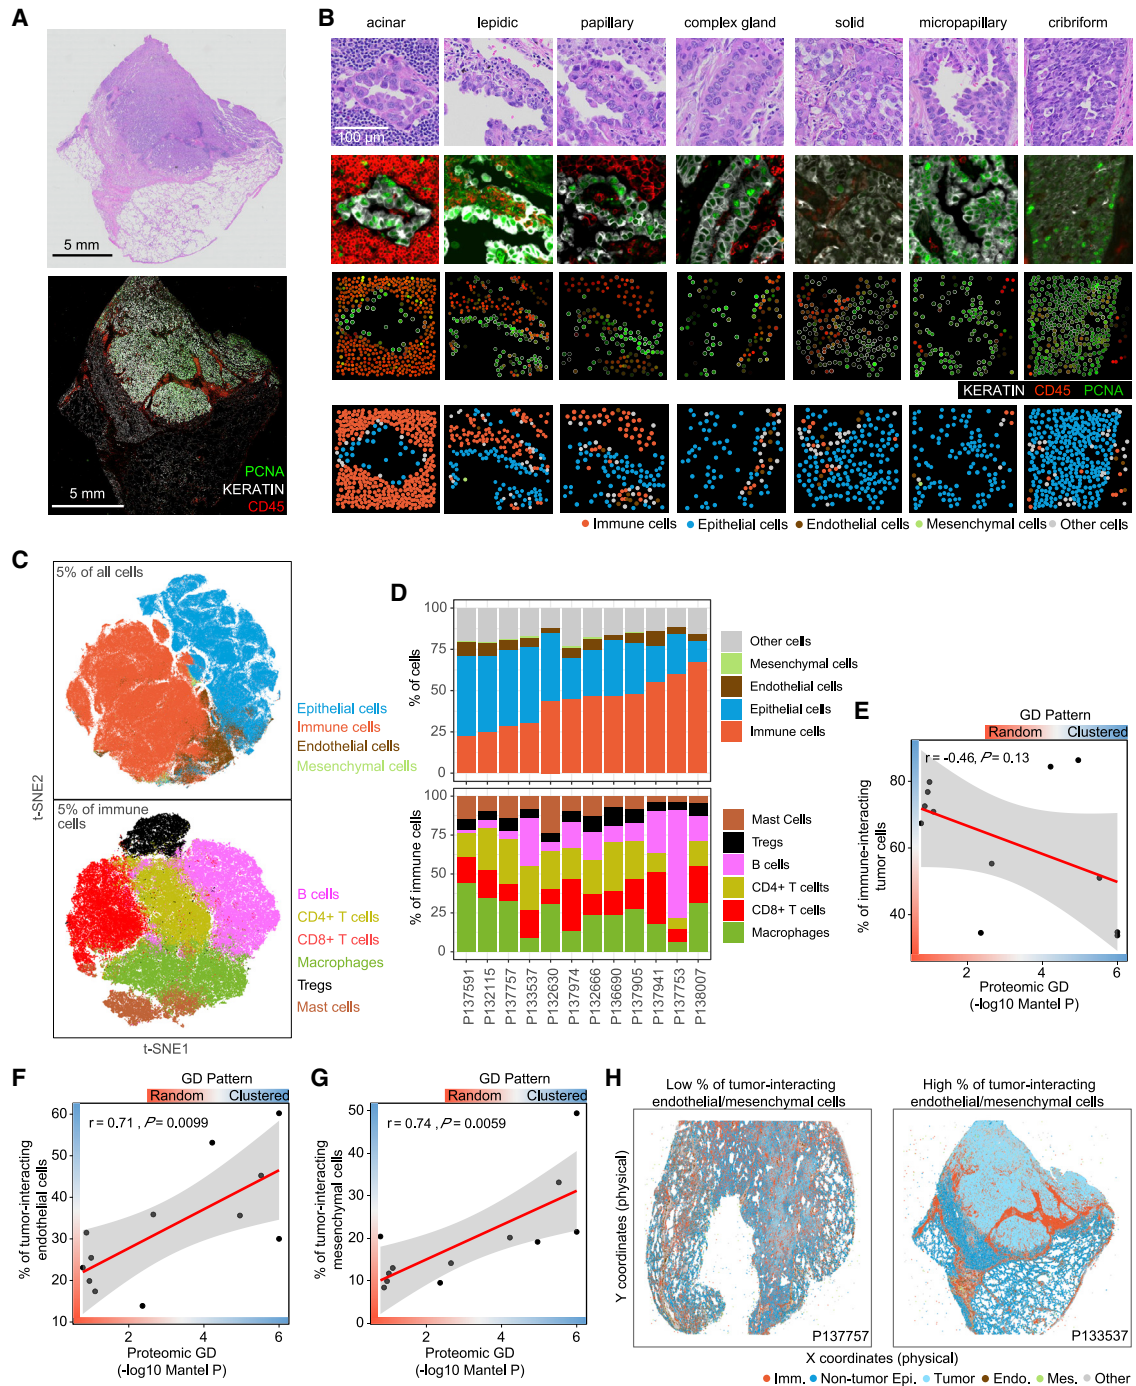 A
5 mm
5 mm
PCNA
KERATIN
CD45
B
acinar
lepidic
papillary
complex gland
solid
micropapillary
cribriform
100 µm
KERATIN CD45 PCNA
Immune cells
Epithelial cells
Endothelial cells
Mesenchymal cells
Other cells
C
5% of all cells
Epithelial cells
Immune cells
Endothelial cells
Mesenchymal cells
t-SNE2
5% of immune
cells
B cells
CD4+ T cells
CD8+ T cells
Macrophages
Tregs
Mast cells
t-SNE1
D
100
75
50
25
0
% of cells
Other cells
Mesenchymal cells
Endothelial cells
Epithelial cells
Immune cells
100
75
50
25
0
% of immune cells
Mast Cells
Tregs
B cells
CD4+ T cellts
CD8+ T cells
Macrophages
P137591
P132115
P137757
P133537
P132630
P137974
P132666
P136690
P137905
P137941
P137753
P138007
E
GD Pattern
Random
Clustered
r = -0.46, P = 0.13
80
60
40
% of immune-interacting
tumor cells
2
4
6
Proteomic GD
(-log10 Mantel P)
F
GD Pattern
Random
Clustered
r = 0.71 , P = 0.0099
60
50
40
30
20
10
% of tumor-interacting
endothelial cells
2
4
6
Proteomic GD
(-log10 Mantel P)
G
GD Pattern
Random
Clustered
r = 0.74 , P = 0.0059
50
40
30
20
10
0
% of tumor-interacting
mesenchymal cells
2
4
6
Proteomic GD
(-log10 Mantel P)
H
Low % of tumor-interacting
endothelial/mesenchymal cells
High % of tumor-interacting
endothelial/mesenchymal cells
Y coordinates (physical)
P137757
P133537
X coordinates (physical)
Imm.
Non-tumor Epi.
Tumor
Endo.
Mes.
Other